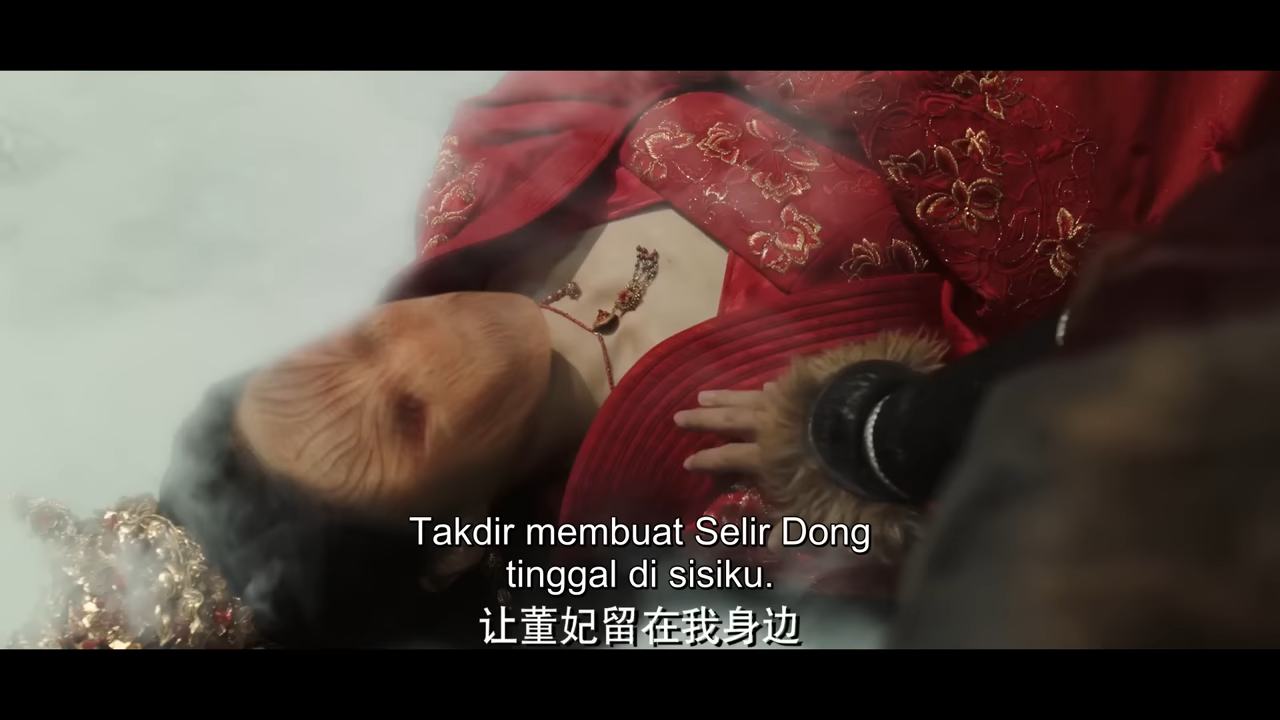 Takdir membuat Selir Dong
tinggal di sisiku.
让董妃留在我身边